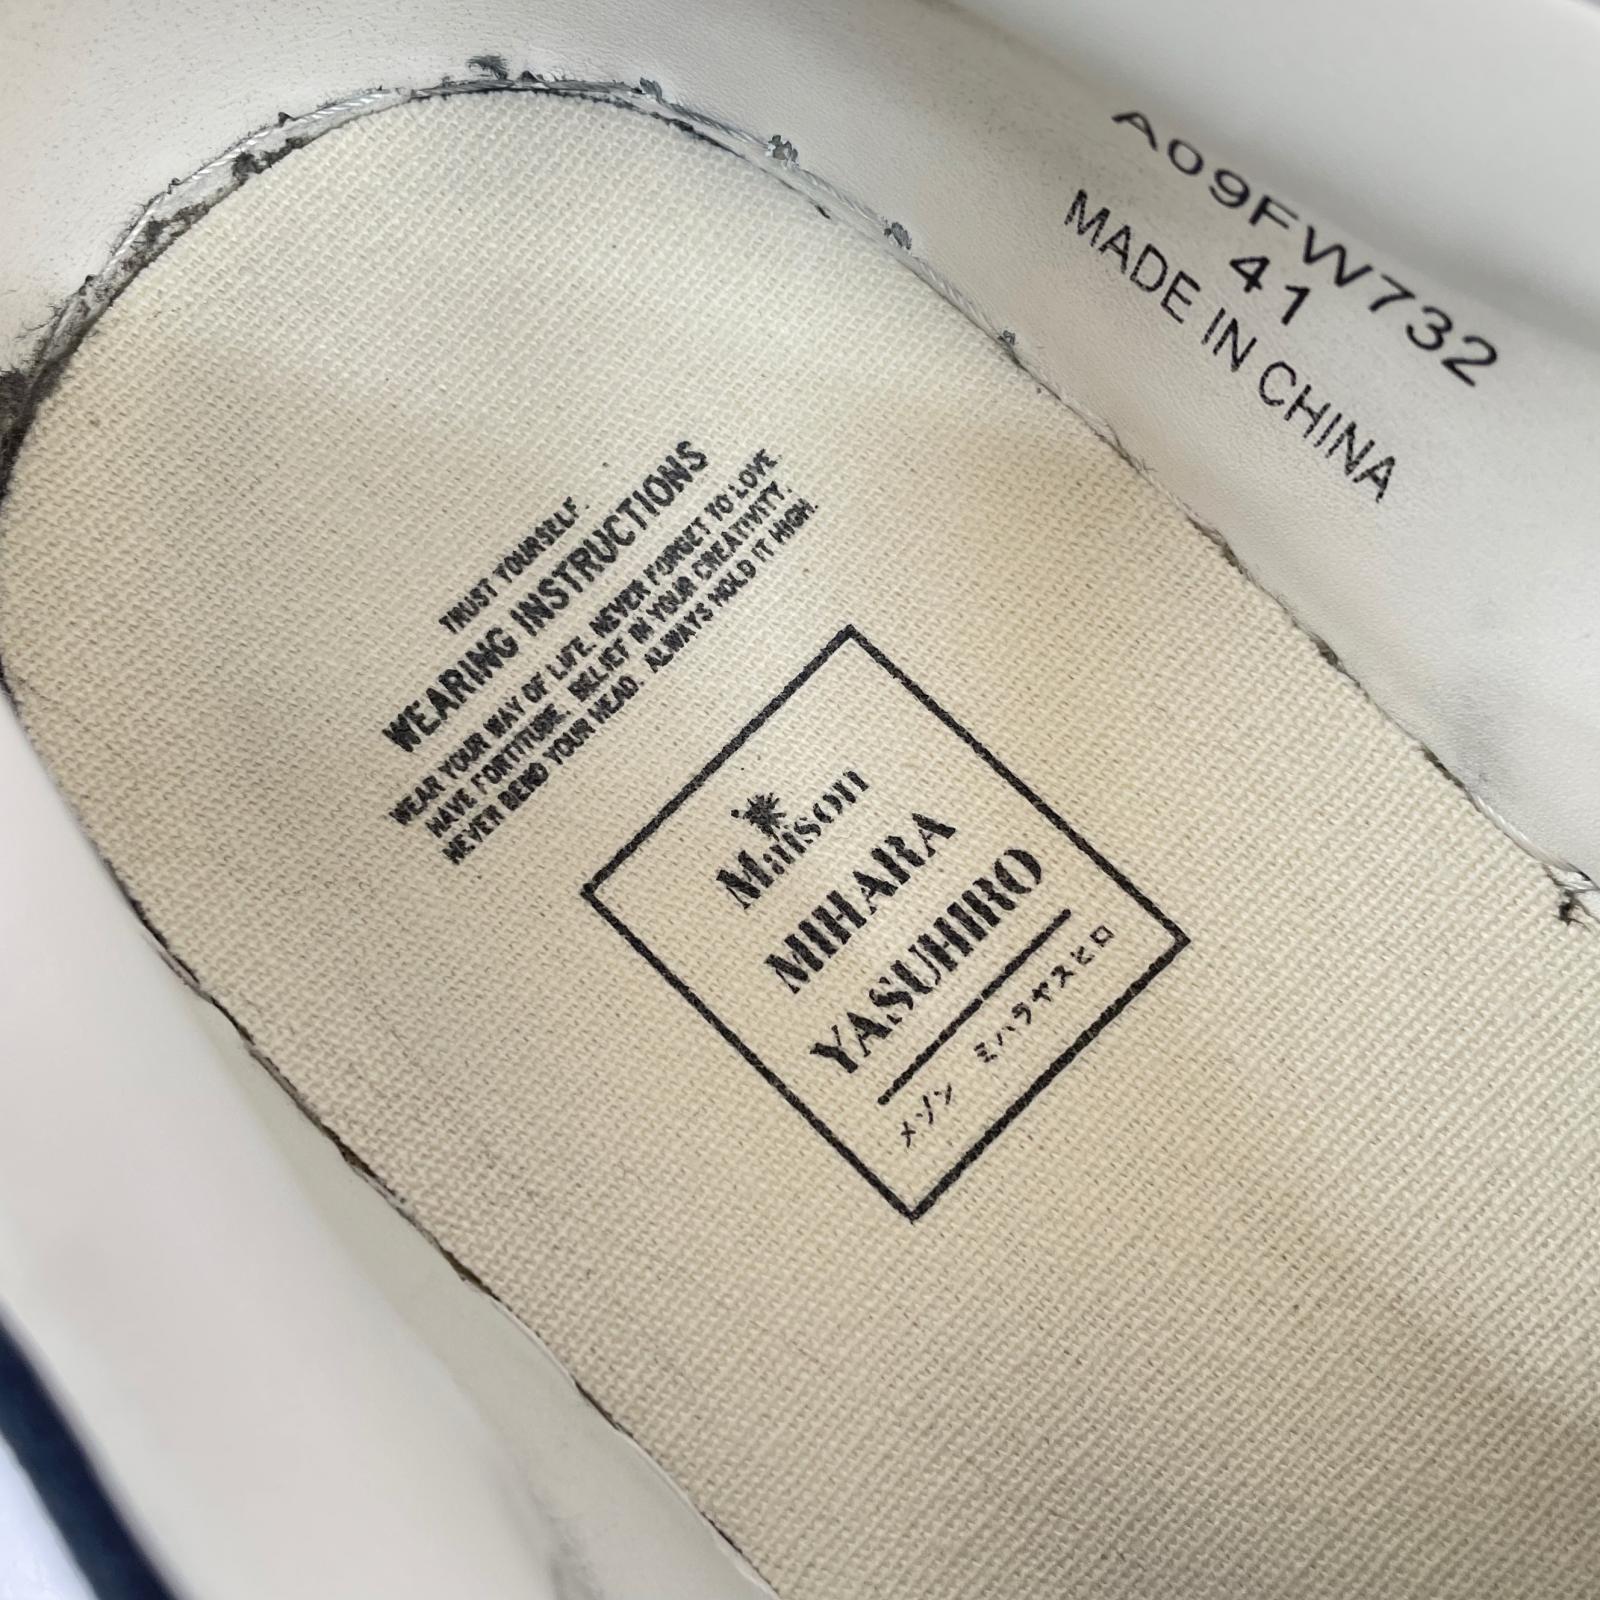 A09FW732
41
MADE IN CHINA
TRUST YOURSELF.
WEARING INSTRUCTIONS
WEAR YOUR WAY OF LIFE. NEVER FORGET TO LOVE.
HAVE FORTITUDE. BELIEF IN YOUR CREATIVITY.
NEVER BEND YOUR HEAD. ALWAYS HOLD IT HIGH.
Maison
MIHARA
YASUHIRO
メゾン ミハラヤスヒロ